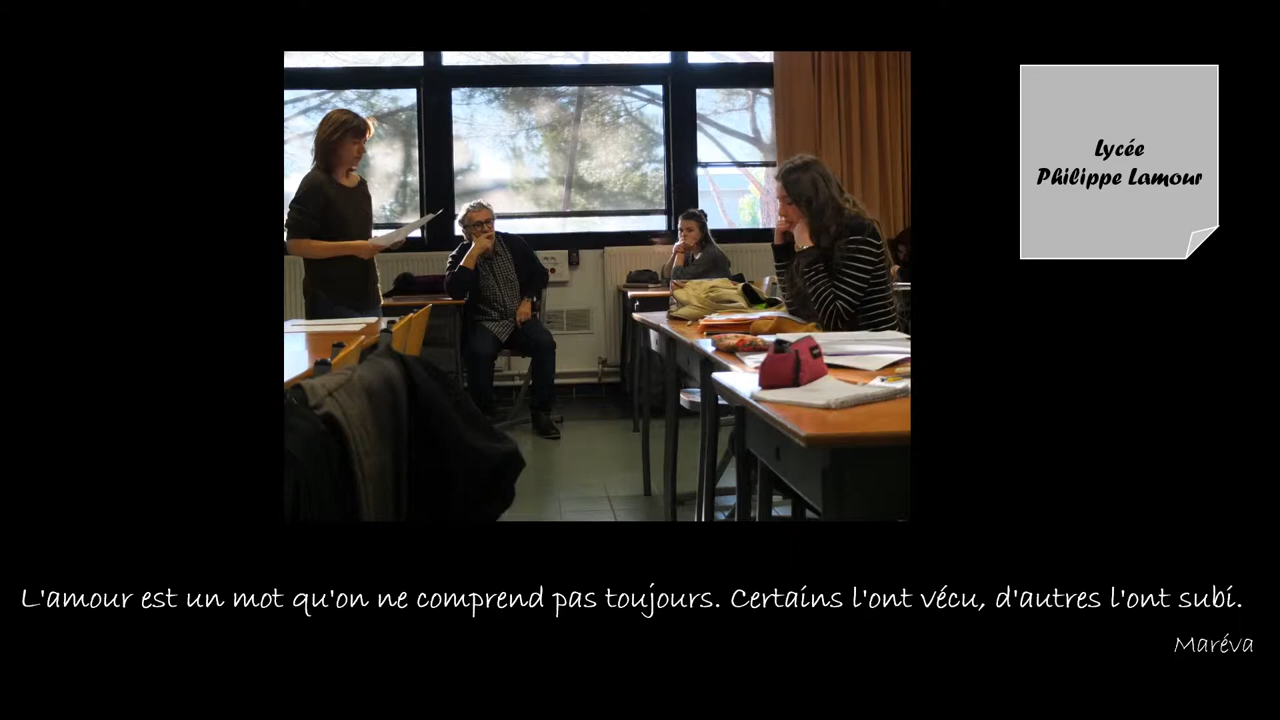 Lycée
Philippe Lamour
L'amour est un mot qu'on ne comprend pas toujours. Certains l'ont vécu, d'autres l'ont subi.
Maréva